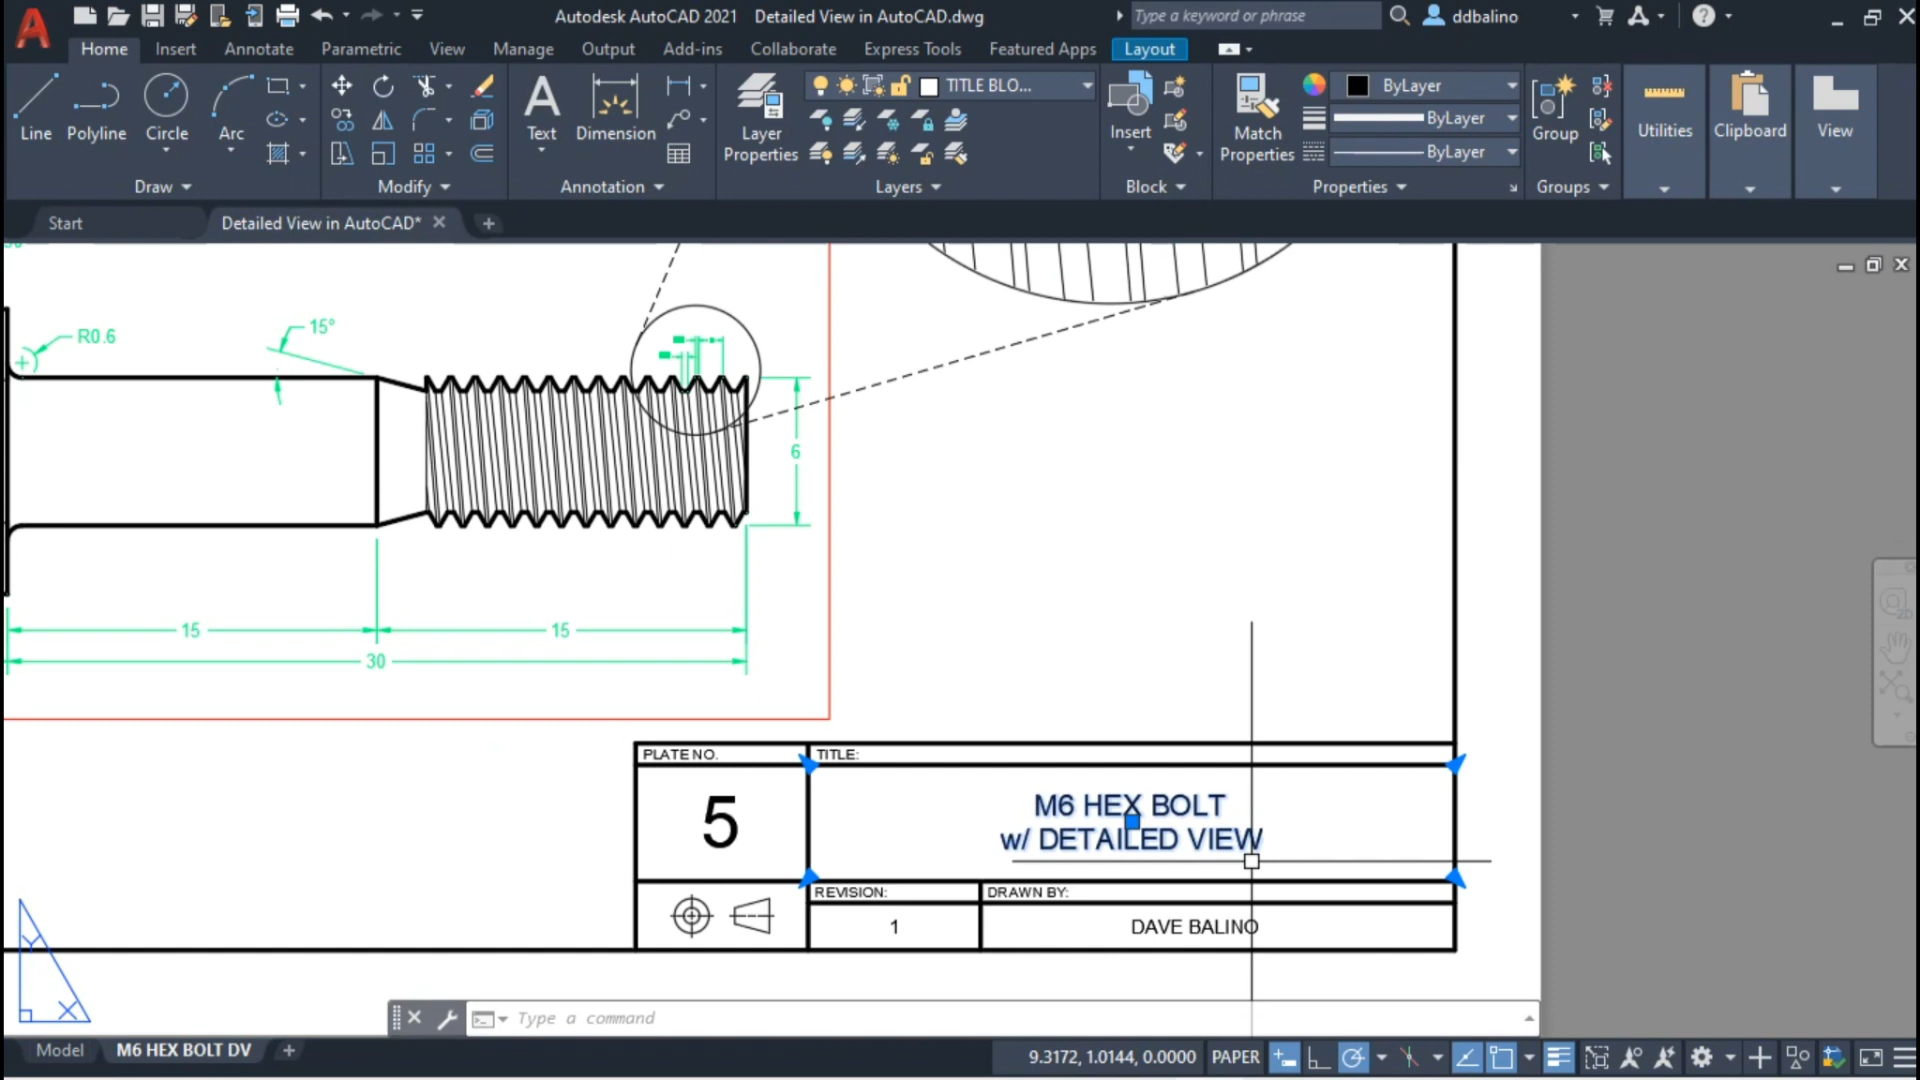 Autodesk AutoCAD 2021 Detailed View in AutoCAD.dwg
Type a keyword or phrase
ddbalino
Home Insert Annotate Parametric View Manage Output Add-ins Collaborate Express Tools Featured Apps Layout
TITLE BLO...
ByLayer
Line Polyline Circle Arc
Text Dimension
Layer Properties
Insert
Match Properties
ByLayer
Group
Utilities Clipboard View
ByLayer
Draw Modify Annotation Layers Block Properties Groups
Start Detailed View in AutoCAD*
R0.6
15°
6
15
15
30
PLATE NO.
TITLE:
5
M6 HEX BOLT
w/ DETAILED VIEW
REVISION:
DRAWN BY:
1
DAVE BALINO
Y
X
Type a command
Model M6 HEX BOLT DV
9.3172, 1.0144, 0.0000 PAPER